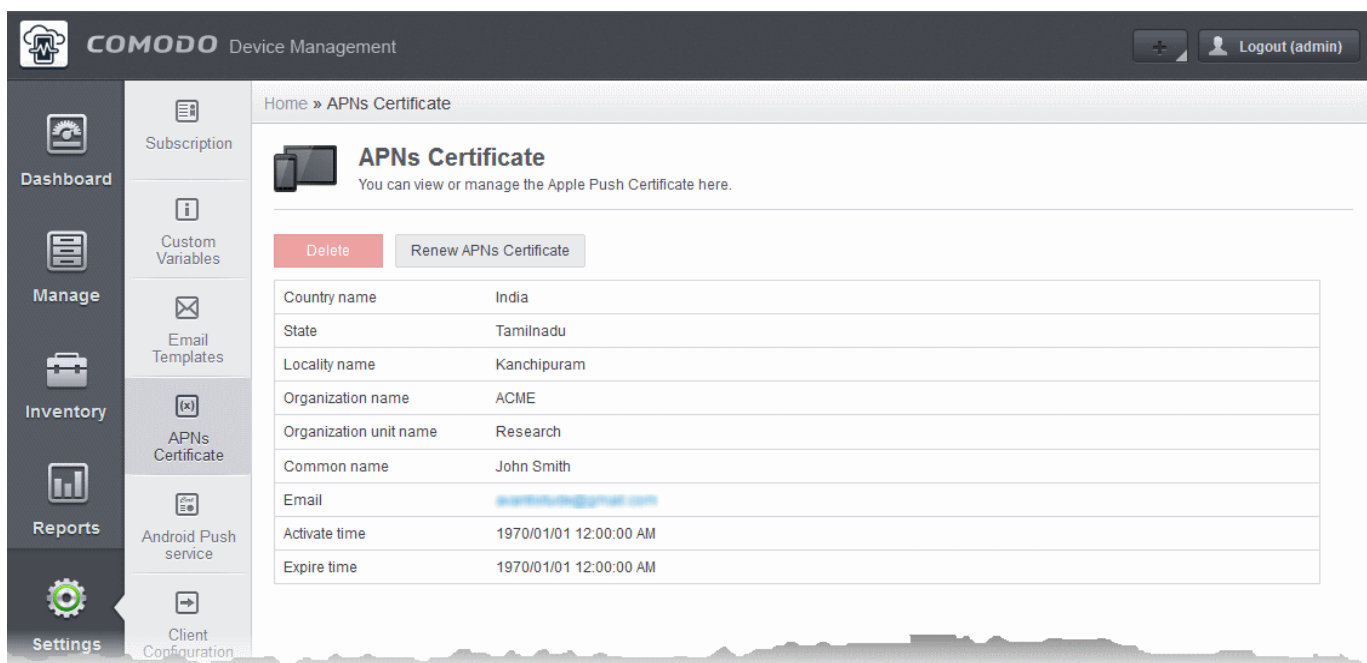 COMODO Device Management
Logout (admin)
Dashboard
Manage
Inventory
Reports
Settings
Subscription
Custom
Variables
Email
Templates
APNs
Certificate
Android Push
service
Client
Configuration
Home » APNs Certificate
APNs Certificate
You can view or manage the Apple Push Certificate here.
Delete
Renew APNs Certificate
Country name India
State Tamilnadu
Locality name Kanchipuram
Organization name ACME
Organization unit name Research
Common name John Smith
Email
Activate time 1970/01/01 12:00:00 AM
Expire time 1970/01/01 12:00:00 AM